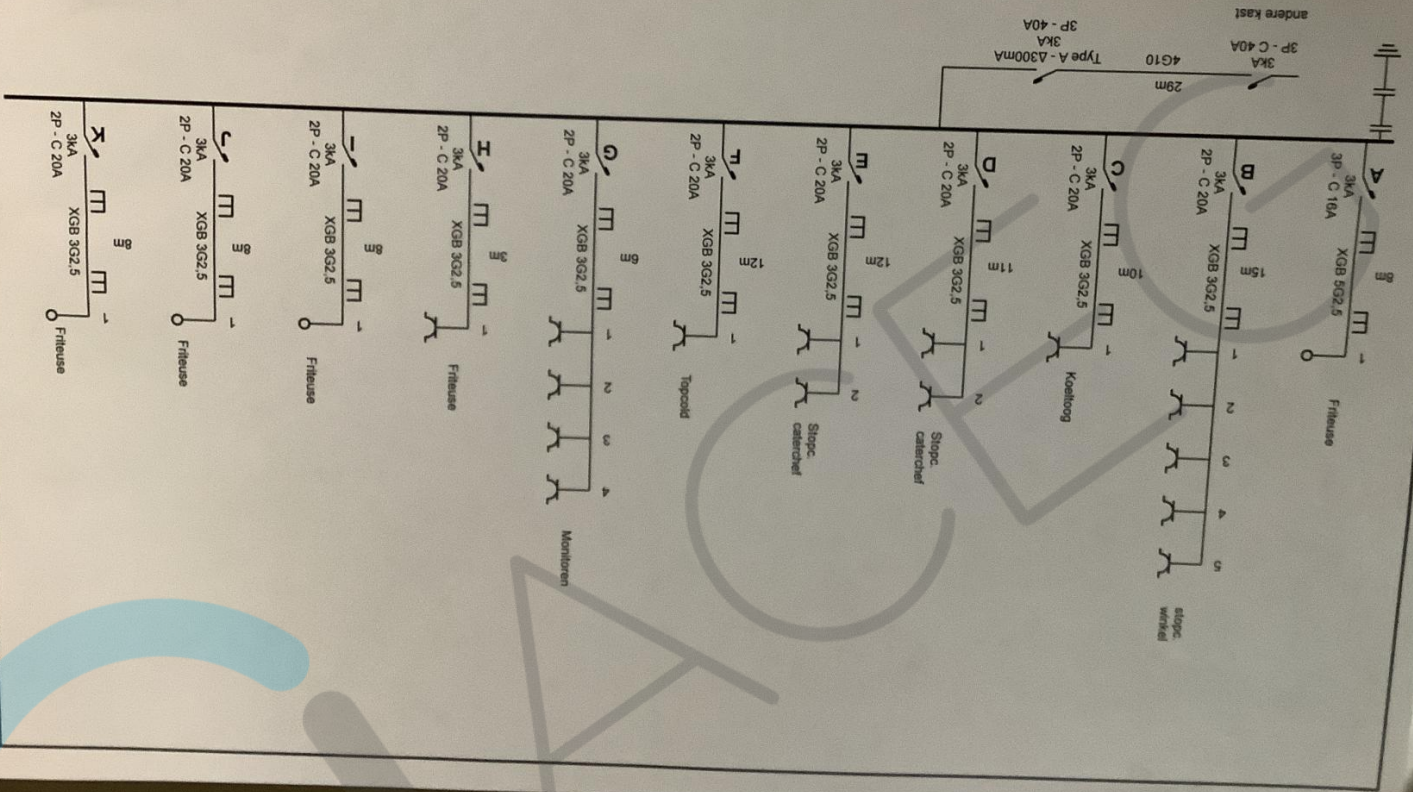 andere kast
3P - C 40A
3kA
29m
4G10
Type A - Δ300mA
3kA
3P - 40A
A
3kA
3P - C 16A
8m
XGB 5G2,5
1
Friteuse
B
3kA
2P - C 20A
15m
XGB 3G2,5
1
2
3
4
5
stopc.
winkel
C
3kA
2P - C 20A
10m
XGB 3G2,5
1
Koeltoog
D
3kA
2P - C 20A
11m
XGB 3G2,5
1
2
Stopc.
caterchef
E
3kA
2P - C 20A
12m
XGB 3G2,5
1
2
Stopc.
caterchef
F
3kA
2P - C 20A
12m
XGB 3G2,5
1
Topcold
G
3kA
2P - C 20A
9m
XGB 3G2,5
1
2
3
4
Monitoren
H
3kA
2P - C 20A
XGB 3G2,5
1
Friteuse
I
3kA
2P - C 20A
8m
XGB 3G2,5
1
Friteuse
J
3kA
2P - C 20A
8m
XGB 3G2,5
1
Friteuse
K
3kA
2P - C 20A
8m
XGB 3G2,5
1
Friteuse